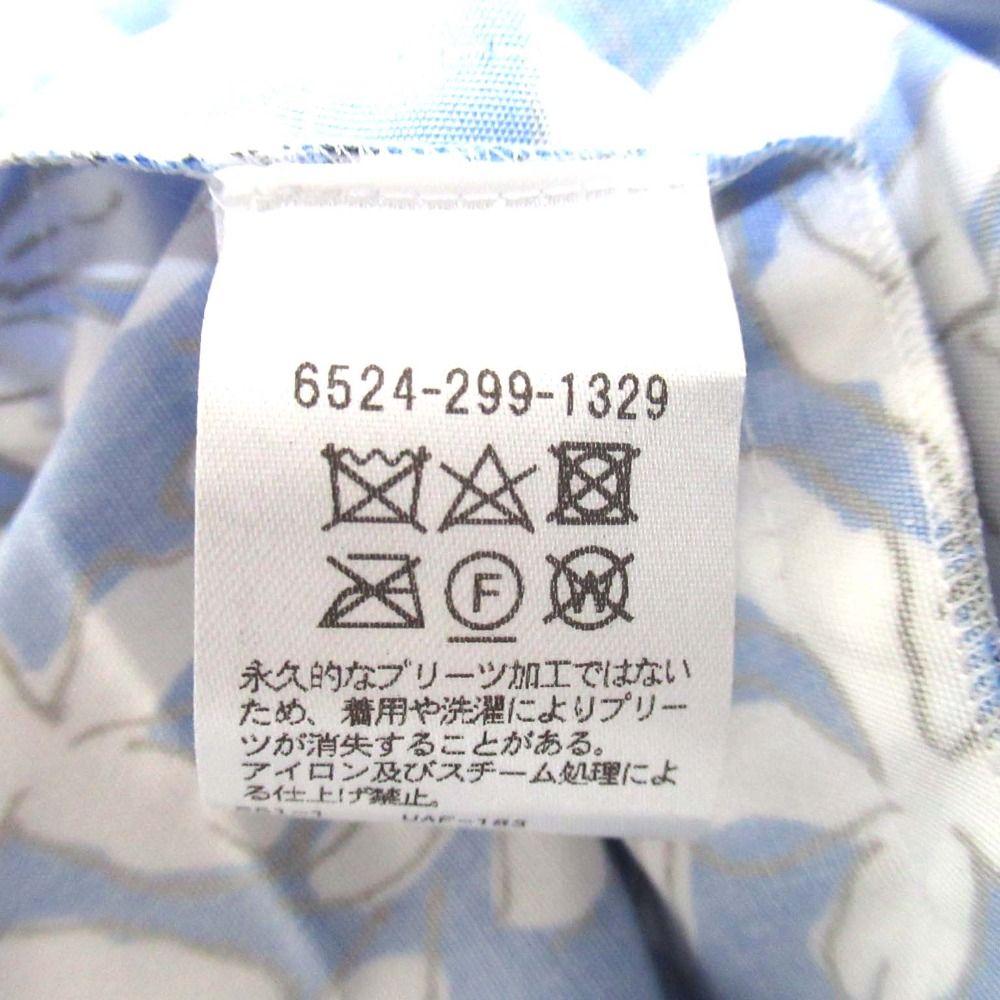 6524-299-1329
F
W
永久的なプリーツ加工ではない
ため、着用や洗濯によりプリー
ツが消失することがある。
アイロン及びスチーム処理によ
る仕上げ禁止。